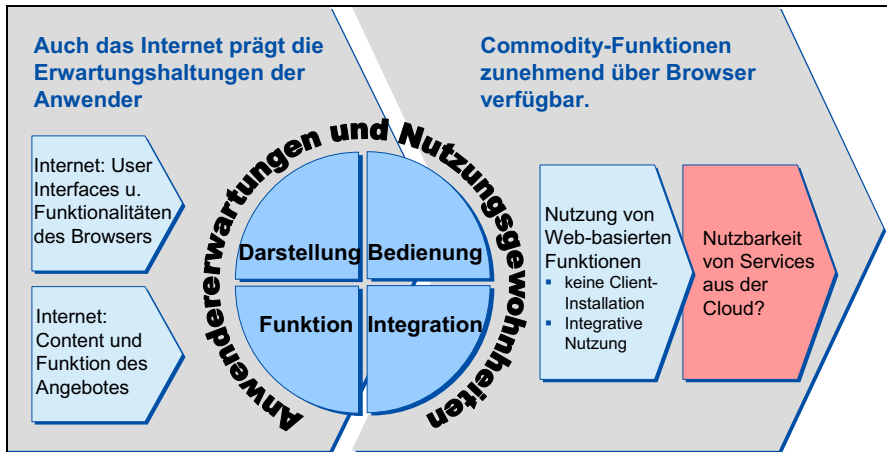 Auch das Internet prägt die
Erwartungshaltungen der
Anwender
Commodity-Funktionen
zunehmend über Browser
verfügbar.
Internet: User
Interfaces u.
Funktionalitäten
des Browsers
Internet:
Content und
Funktion des
Angebotes
Anwendererwartungen und Nutzungsgewohnheiten
Darstellung
Bedienung
Funktion
Integration
Nutzung von
Web-basierten
Funktionen
▪ keine Client-
Installation
▪ Integrative
Nutzung
Nutzbarkeit
von Services
aus der
Cloud?